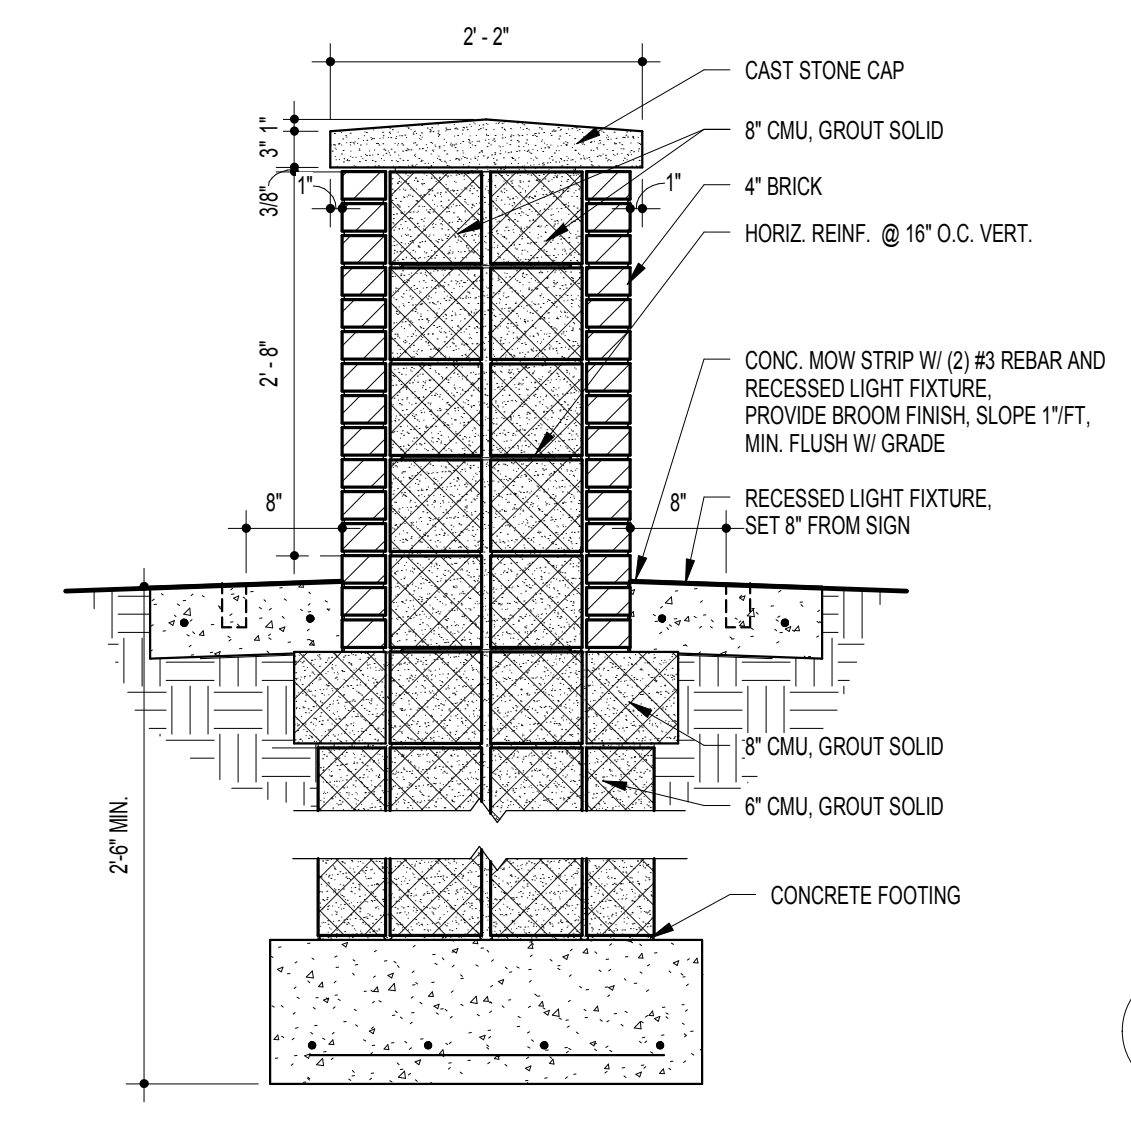 2' - 2"
CAST STONE CAP
8" CMU, GROUT SOLID
4" BRICK
HORIZ. REINF. @ 16" O.C. VERT.
1"
3"
3/8"
1"
1"
2' - 8"
CONC. MOW STRIP W/ (2) #3 REBAR AND
RECESSED LIGHT FIXTURE,
PROVIDE BROOM FINISH, SLOPE 1"/FT,
MIN. FLUSH W/ GRADE
8"
8"
RECESSED LIGHT FIXTURE,
SET 8" FROM SIGN
8" CMU, GROUT SOLID
6" CMU, GROUT SOLID
2'-6" MIN.
CONCRETE FOOTING